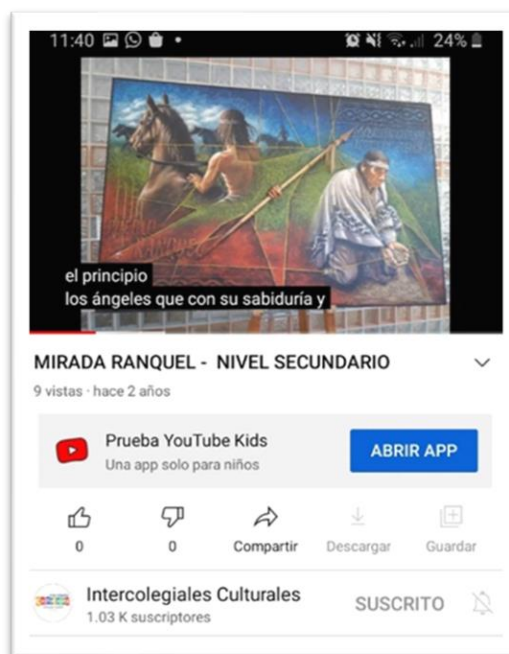 11:40
24%
el principio
los ángeles que con su sabiduría y
MIRADA RANQUEL - NIVEL SECUNDARIO
9 vistas · hace 2 años
Prueba YouTube Kids
Una app solo para niños
ABRIR APP
0 0 Compartir Descargar Guardar
Intercolegiales Culturales
1.03 K suscriptores
SUSCRITO